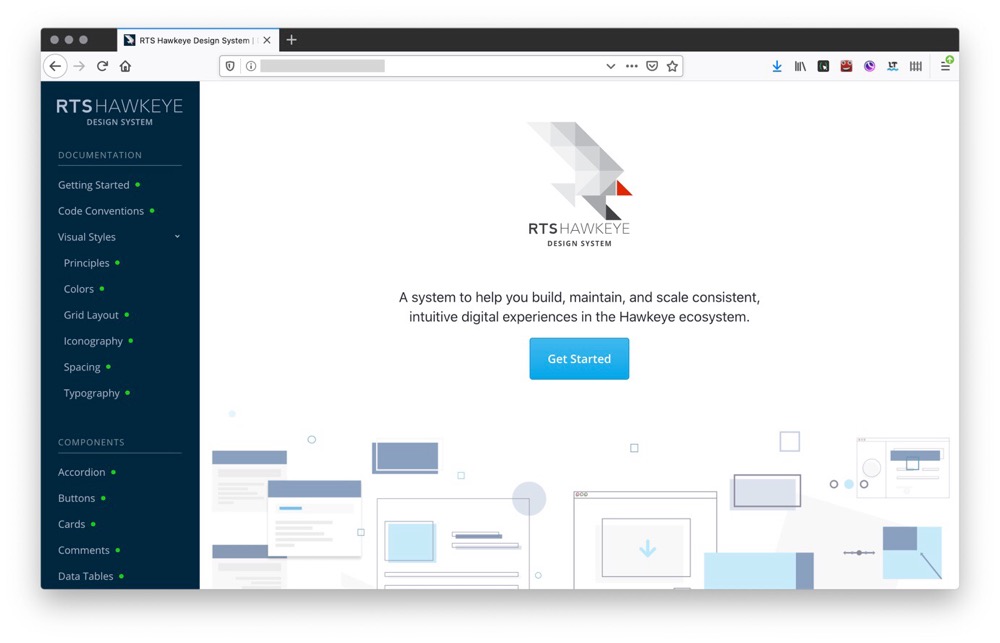 RTS Hawkeye Design System |
RTS HAWKEYE
DESIGN SYSTEM
DOCUMENTATION
Getting Started
Code Conventions
Visual Styles
Principles
Colors
Grid Layout
Iconography
Spacing
Typography
COMPONENTS
Accordion
Buttons
Cards
Comments
Data Tables
RTS HAWKEYE
DESIGN SYSTEM
A system to help you build, maintain, and scale consistent,
intuitive digital experiences in the Hawkeye ecosystem.
Get Started